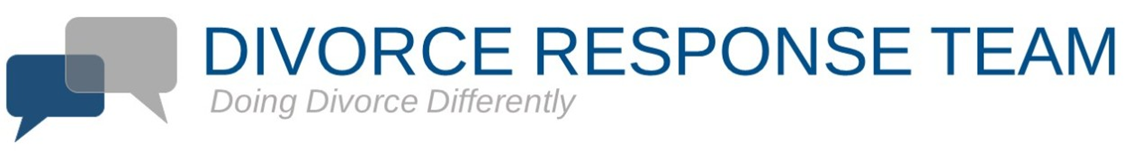 DIVORCE RESPONSE TEAM
Doing Divorce Differently